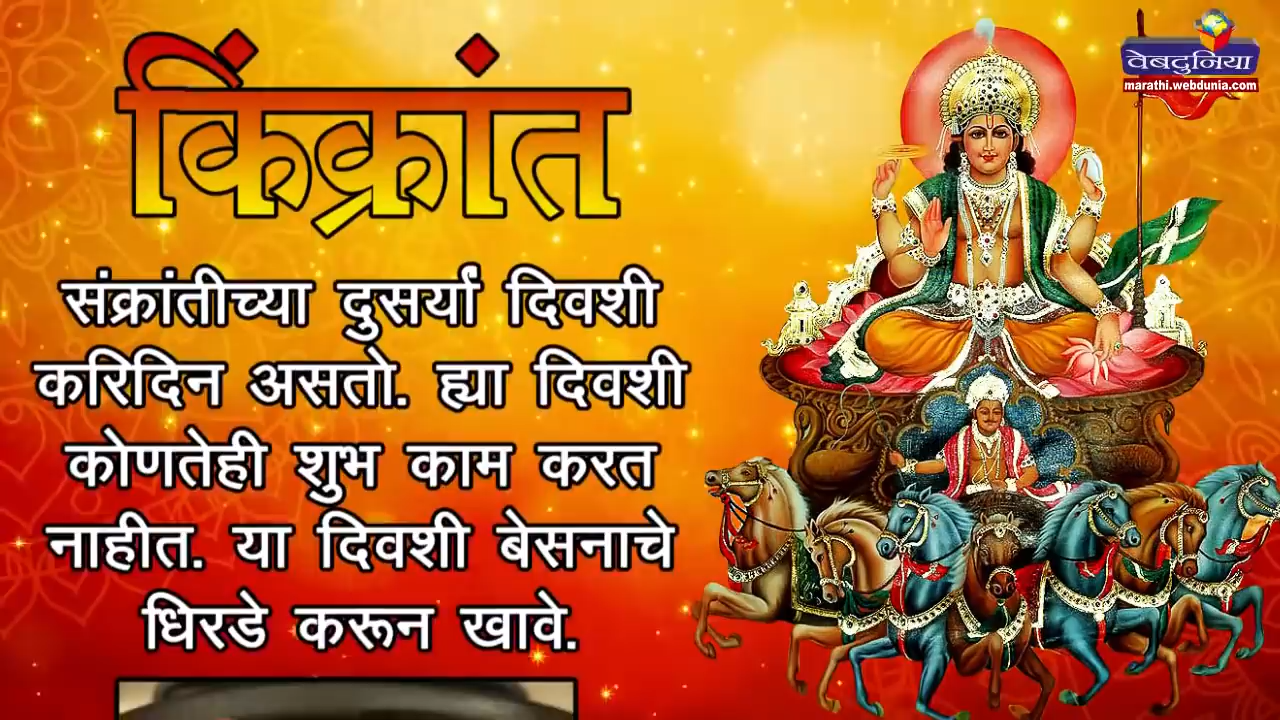 किंक्रांत
वेबदुनिया
marathi.webdunia.com
संक्रांतीच्या दुसर्यां दिवशी
करिदिन असतो. ह्या दिवशी
कोणतेही शुभ काम करत
नाहीत. या दिवशी बेसनाचे
धिरडे करून खावे.